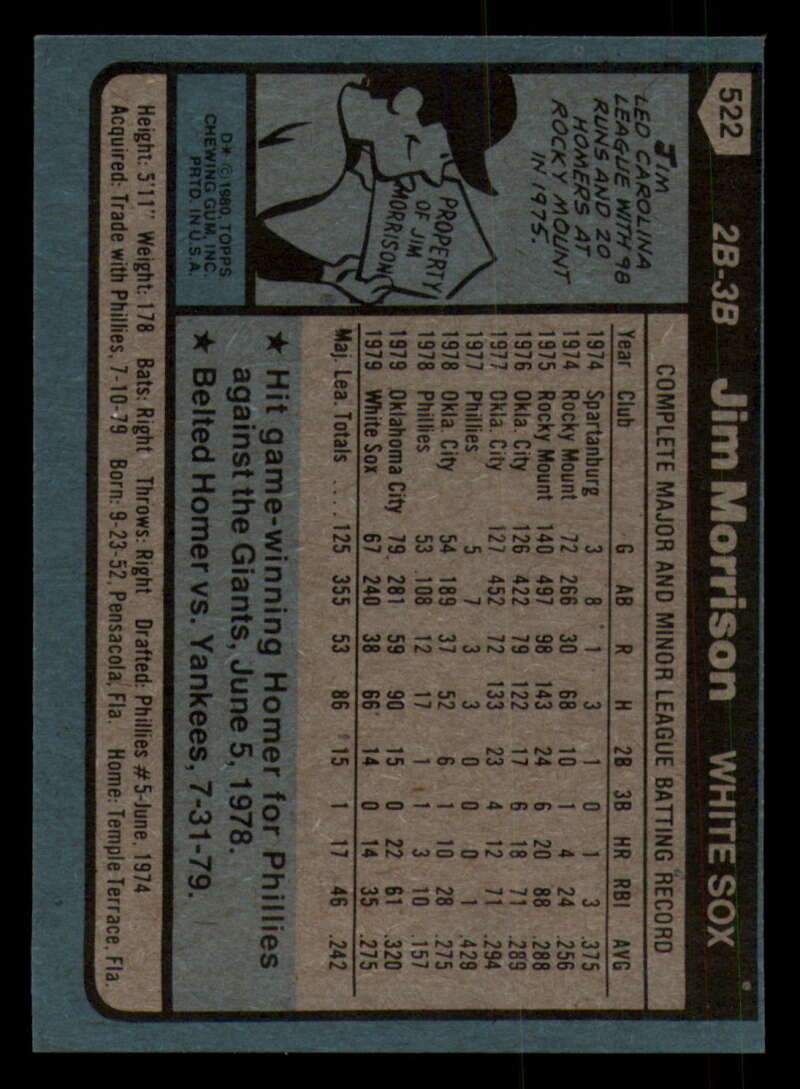 522 2B-3B Jim Morrison WHITE SOX
JIM
LED CAROLINA
LEAGUE WITH 98
RUNS AND 20
HOMERS AT
ROCKY MOUNT
IN 1975.
PROPERTY
OF JIM
MORRISON
D* © 1980, TOPPS
CHEWING GUM, INC.
PRTD. IN U.S.A.
COMPLETE MAJOR AND MINOR LEAGUE BATTING RECORD
Year Club G AB R H 2B 3B HR RBI AVG
1974 Spartanburg 3 8 1 3 1 0 1 3 .375
1974 Rocky Mount 72 266 30 68 10 1 4 24 .256
1975 Rocky Mount 140 497 98 143 24 6 20 88 .288
1976 Okla. City 126 422 79 122 17 6 18 71 .289
1977 Okla. City 127 452 72 133 23 4 12 71 .294
1977 Phillies 5 7 3 3 0 0 0 1 .429
1978 Okla. City 54 189 37 52 6 1 10 28 .275
1978 Phillies 53 108 12 17 1 1 3 10 .157
1979 Oklahoma City 79 281 59 90 15 0 22 61 .320
1979 White Sox 67 240 38 66 14 0 14 35 .275
Maj. Lea. Totals .... 125 355 53 86 15 1 17 46 .242
★ Hit game-winning Homer for Phillies
against the Giants, June 5, 1978.
★ Belted Homer vs. Yankees, 7-31-79.
Height: 5'11" Weight: 178 Bats: Right Throws: Right Drafted: Phillies #5-June, 1974
Acquired: Trade with Phillies, 7-10-79 Born: 9-23-52, Pensacola, Fla. Home: Temple Terrace, Fla.